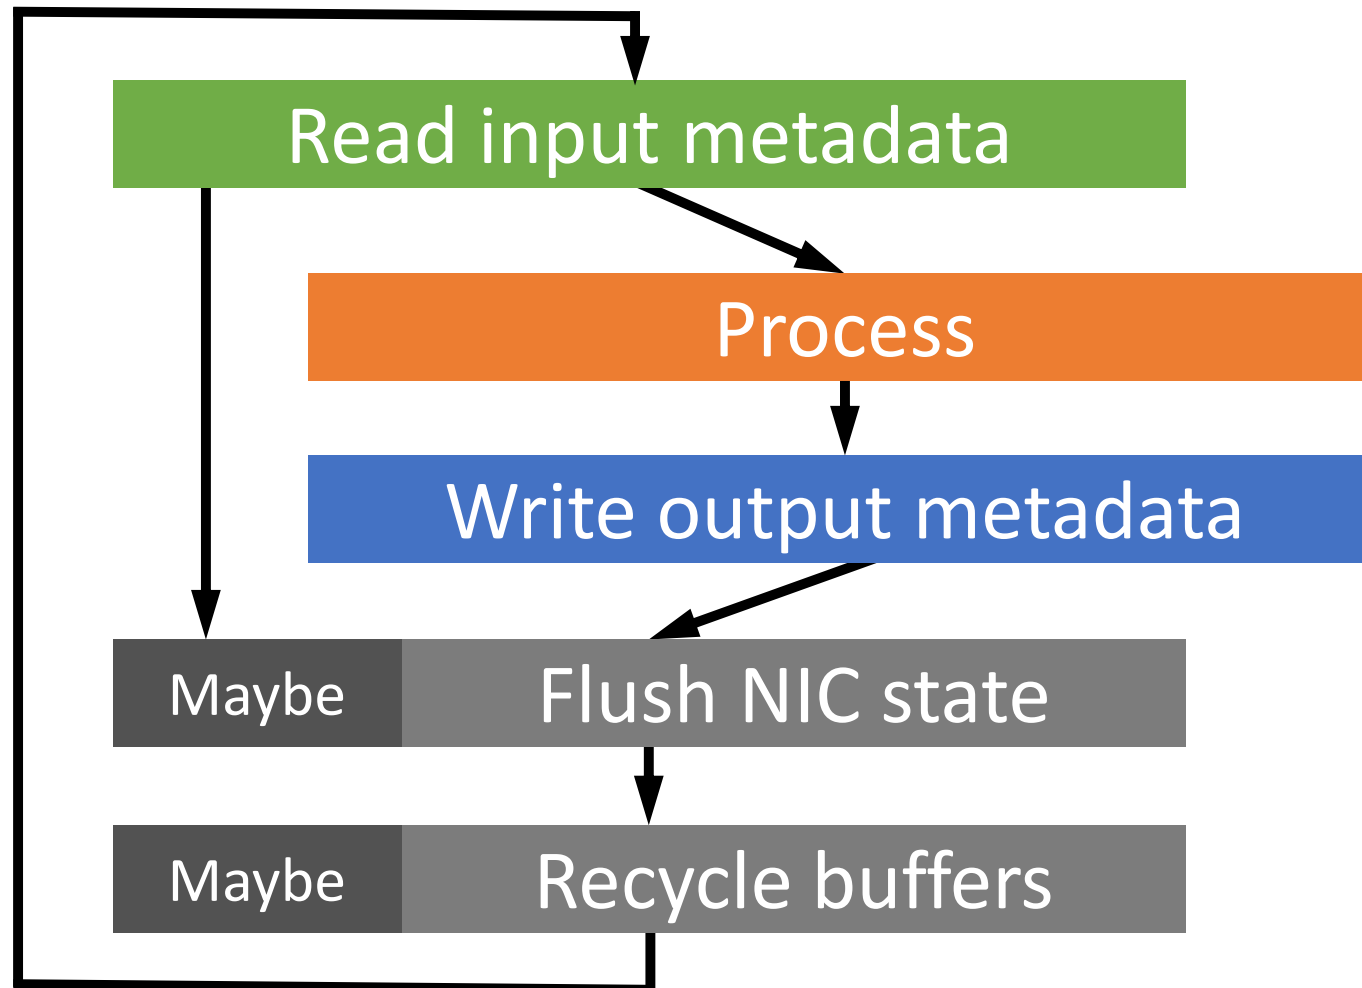 Read input metadata
Process
Write output metadata
Maybe Flush NIC state
Maybe Recycle buffers